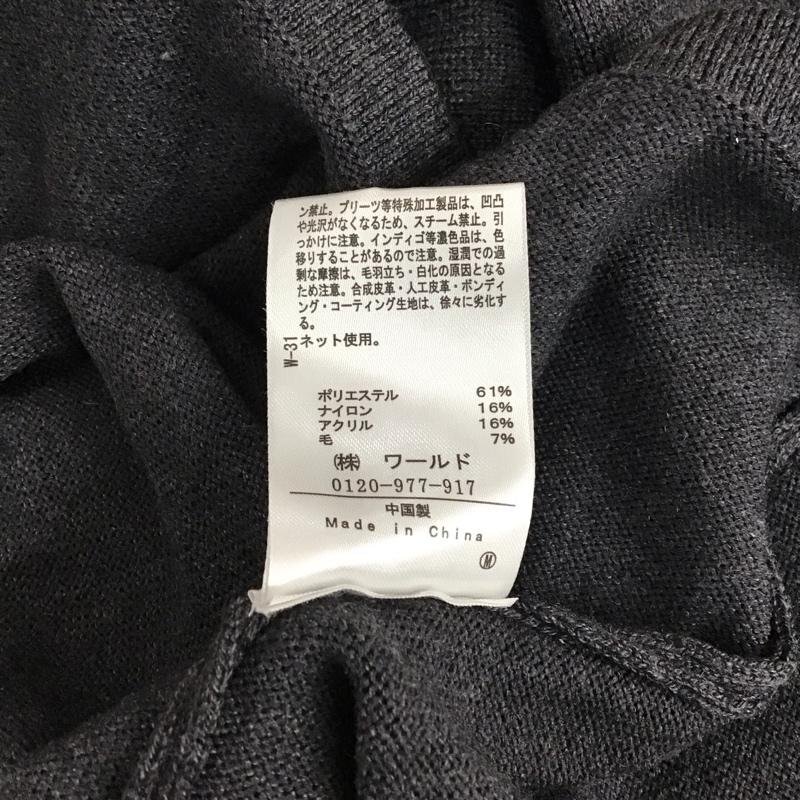 ン禁止。プリーツ等特殊加工製品は、凹凸
や光沢がなくなるため、スチーム禁止。引
っかけに注意。インディゴ等濃色品は、色
移りすることがあるので注意。湿潤での過
剰な摩擦は、毛羽立ち・白化の原因となる
ため注意。合成皮革・人工皮革・ボンディ
ング・コーティング生地は、徐々に劣化す
る。
W-31
ネット使用。
ポリエステル 61%
ナイロン 16%
アクリル 16%
毛 7%
㈱ ワールド
0120-977-917
中国製
Made in China
Ⓜ